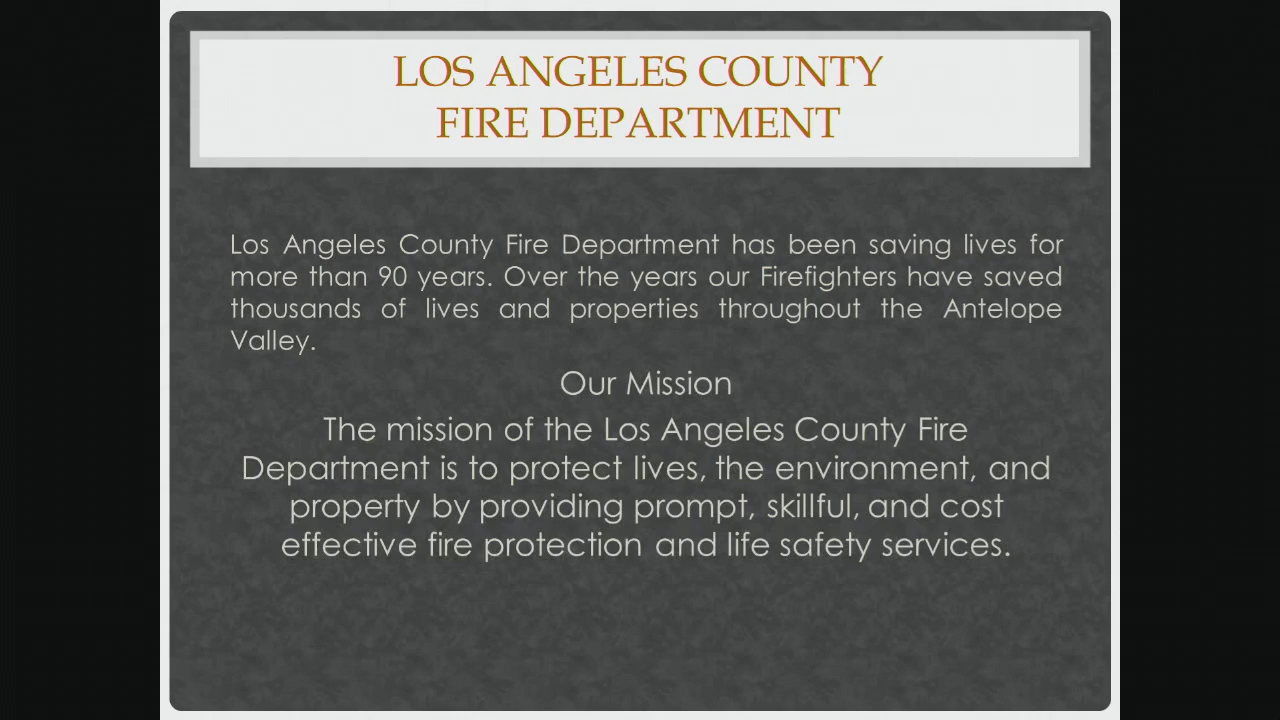 LOS ANGELES COUNTY
FIRE DEPARTMENT
Los Angeles County Fire Department has been saving lives for
more than 90 years. Over the years our Firefighters have saved
thousands of lives and properties throughout the Antelope
Valley.
Our Mission
The mission of the Los Angeles County Fire
Department is to protect lives, the environment, and
property by providing prompt, skillful, and cost
effective fire protection and life safety services.